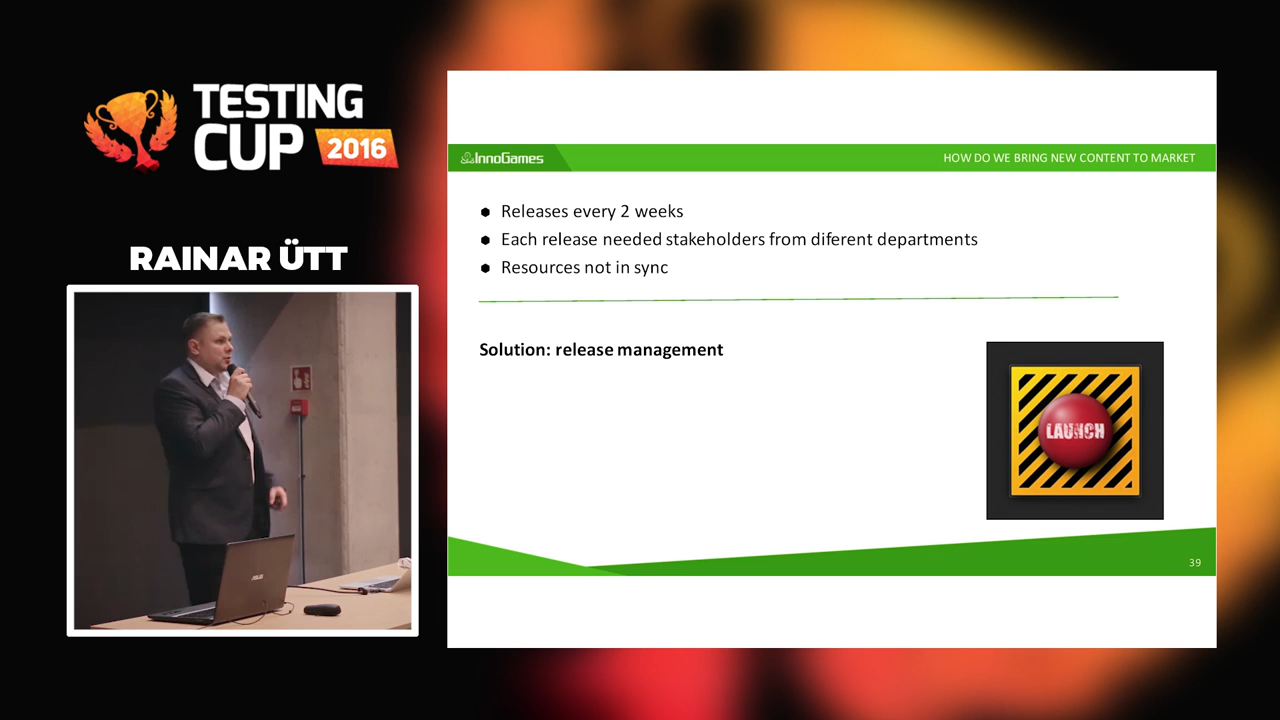 TESTING
CUP 2016
RAINAR ÜTT
InnoGames
HOW DO WE BRING NEW CONTENT TO MARKET
Releases every 2 weeks
Each release needed stakeholders from diferent departments
Resources not in sync
Solution: release management
LAUNCH
39
ASUS